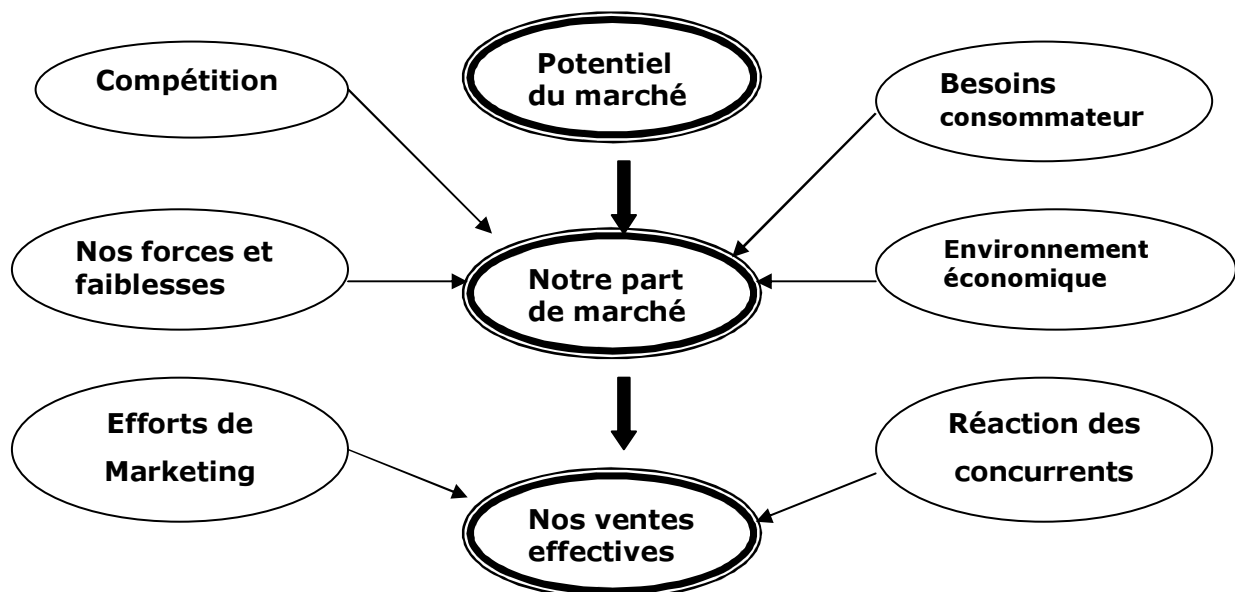 Compétition
Potentiel
du marché
Besoins
consommateur
Nos forces et
faiblesses
Notre part
de marché
Environnement
économique
Efforts de
Marketing
Nos ventes
effectives
Réaction des
concurrents